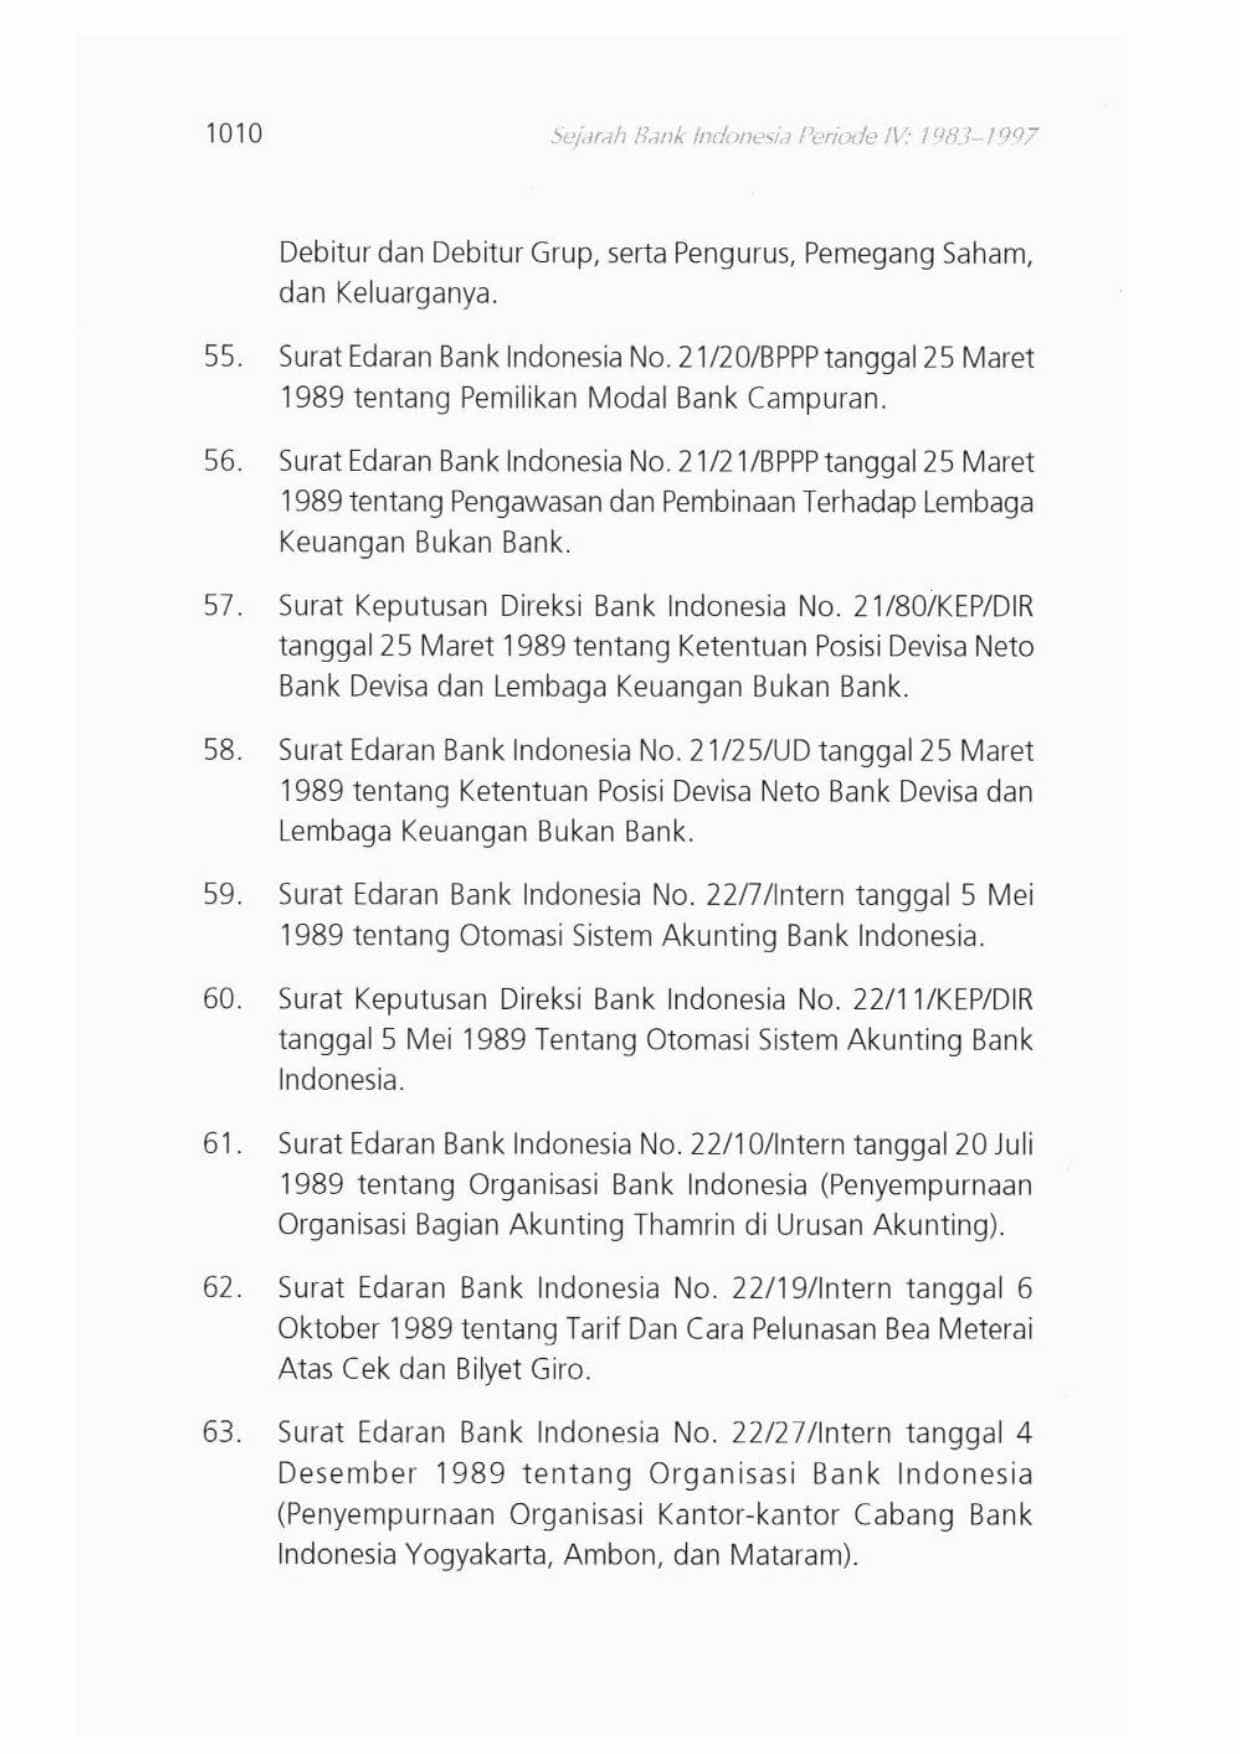 1010
Sejarah Bank Indonesia Periode IV: 1983–1997
Debitur dan Debitur Grup, serta Pengurus, Pemegang Saham,
dan Keluarganya.
55. Surat Edaran Bank Indonesia No. 21/20/BPPP tanggal 25 Maret
1989 tentang Pemilikan Modal Bank Campuran.
56. Surat Edaran Bank Indonesia No. 21/21/BPPP tanggal 25 Maret
1989 tentang Pengawasan dan Pembinaan Terhadap Lembaga
Keuangan Bukan Bank.
57. Surat Keputusan Direksi Bank Indonesia No. 21/80/KEP/DIR
tanggal 25 Maret 1989 tentang Ketentuan Posisi Devisa Neto
Bank Devisa dan Lembaga Keuangan Bukan Bank.
58. Surat Edaran Bank Indonesia No. 21/25/UD tanggal 25 Maret
1989 tentang Ketentuan Posisi Devisa Neto Bank Devisa dan
Lembaga Keuangan Bukan Bank.
59. Surat Edaran Bank Indonesia No. 22/7/Intern tanggal 5 Mei
1989 tentang Otomasi Sistem Akunting Bank Indonesia.
60. Surat Keputusan Direksi Bank Indonesia No. 22/11/KEP/DIR
tanggal 5 Mei 1989 Tentang Otomasi Sistem Akunting Bank
Indonesia.
61. Surat Edaran Bank Indonesia No. 22/10/Intern tanggal 20 Juli
1989 tentang Organisasi Bank Indonesia (Penyempurnaan
Organisasi Bagian Akunting Thamrin di Urusan Akunting).
62. Surat Edaran Bank Indonesia No. 22/19/Intern tanggal 6
Oktober 1989 tentang Tarif Dan Cara Pelunasan Bea Meterai
Atas Cek dan Bilyet Giro.
63. Surat Edaran Bank Indonesia No. 22/27/Intern tanggal 4
Desember 1989 tentang Organisasi Bank Indonesia
(Penyempurnaan Organisasi Kantor-kantor Cabang Bank
Indonesia Yogyakarta, Ambon, dan Mataram).